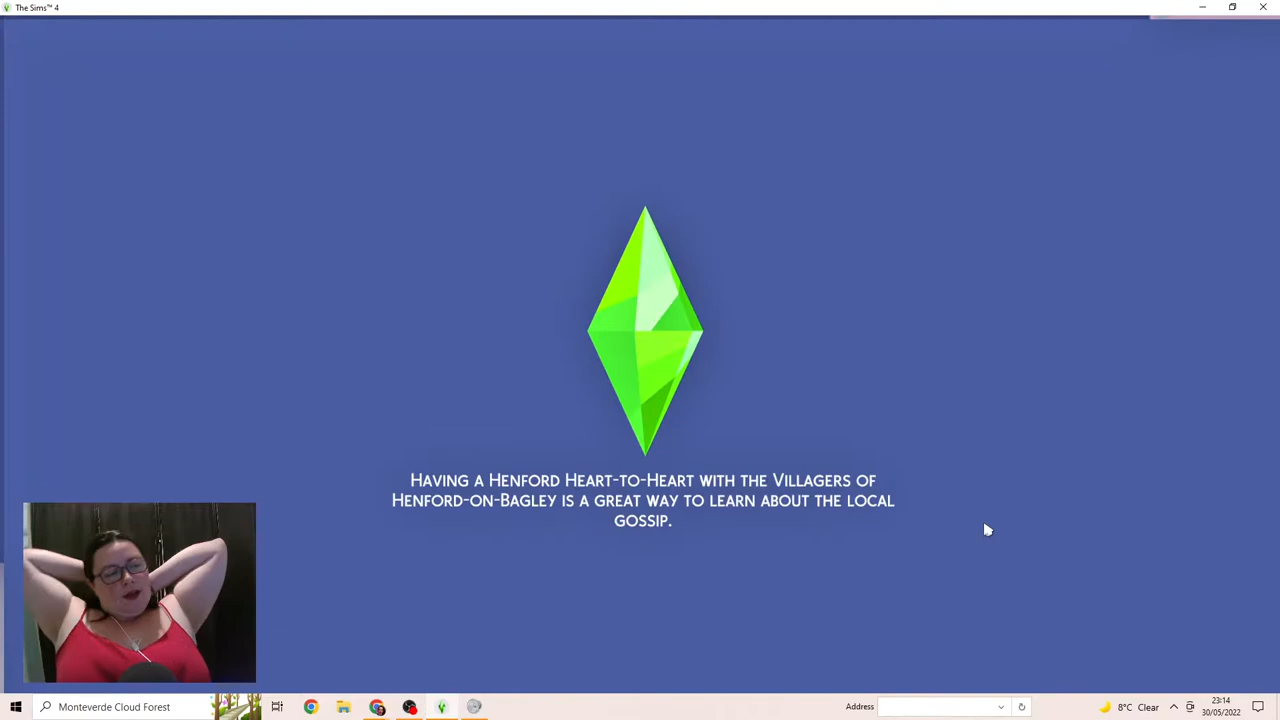 The Sims™ 4
Having a Henford Heart-to-Heart with the Villagers of
Henford-on-Bagley is a great way to learn about the local
gossip.
Monteverde Cloud Forest
Address
8°C Clear
23:14
30/05/2022